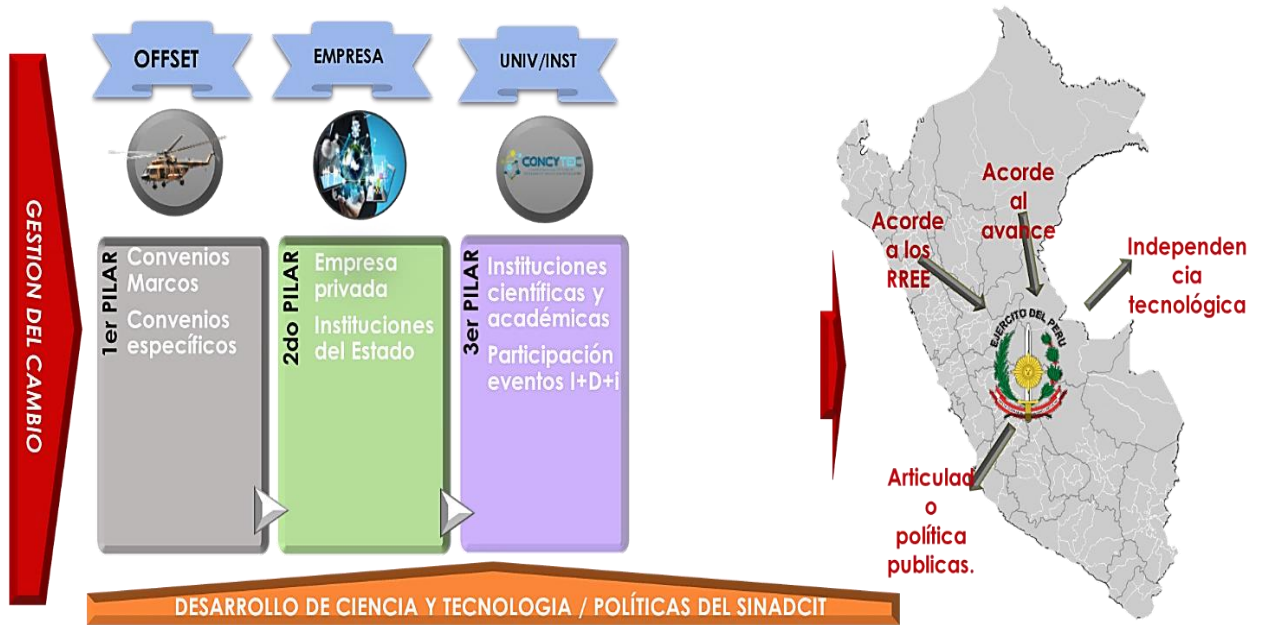 OFFSET
EMPRESA
UNIV/INST
CONCYTEC
GESTION DEL CAMBIO
1er PILAR
Convenios
Marcos
Convenios
específicos
2do PILAR
Empresa
privada
Instituciones
del Estado
3er PILAR
Instituciones
científicas y
académicas
Participación
eventos I+D+i
DESARROLLO DE CIENCIA Y TECNOLOGIA / POLÍTICAS DEL SINADCIT
Acorde
al
avance
Acorde
a los
RREE
Independen
cia
tecnológica
EJERCITO DEL PERU
Articulad
o
política
publicas.